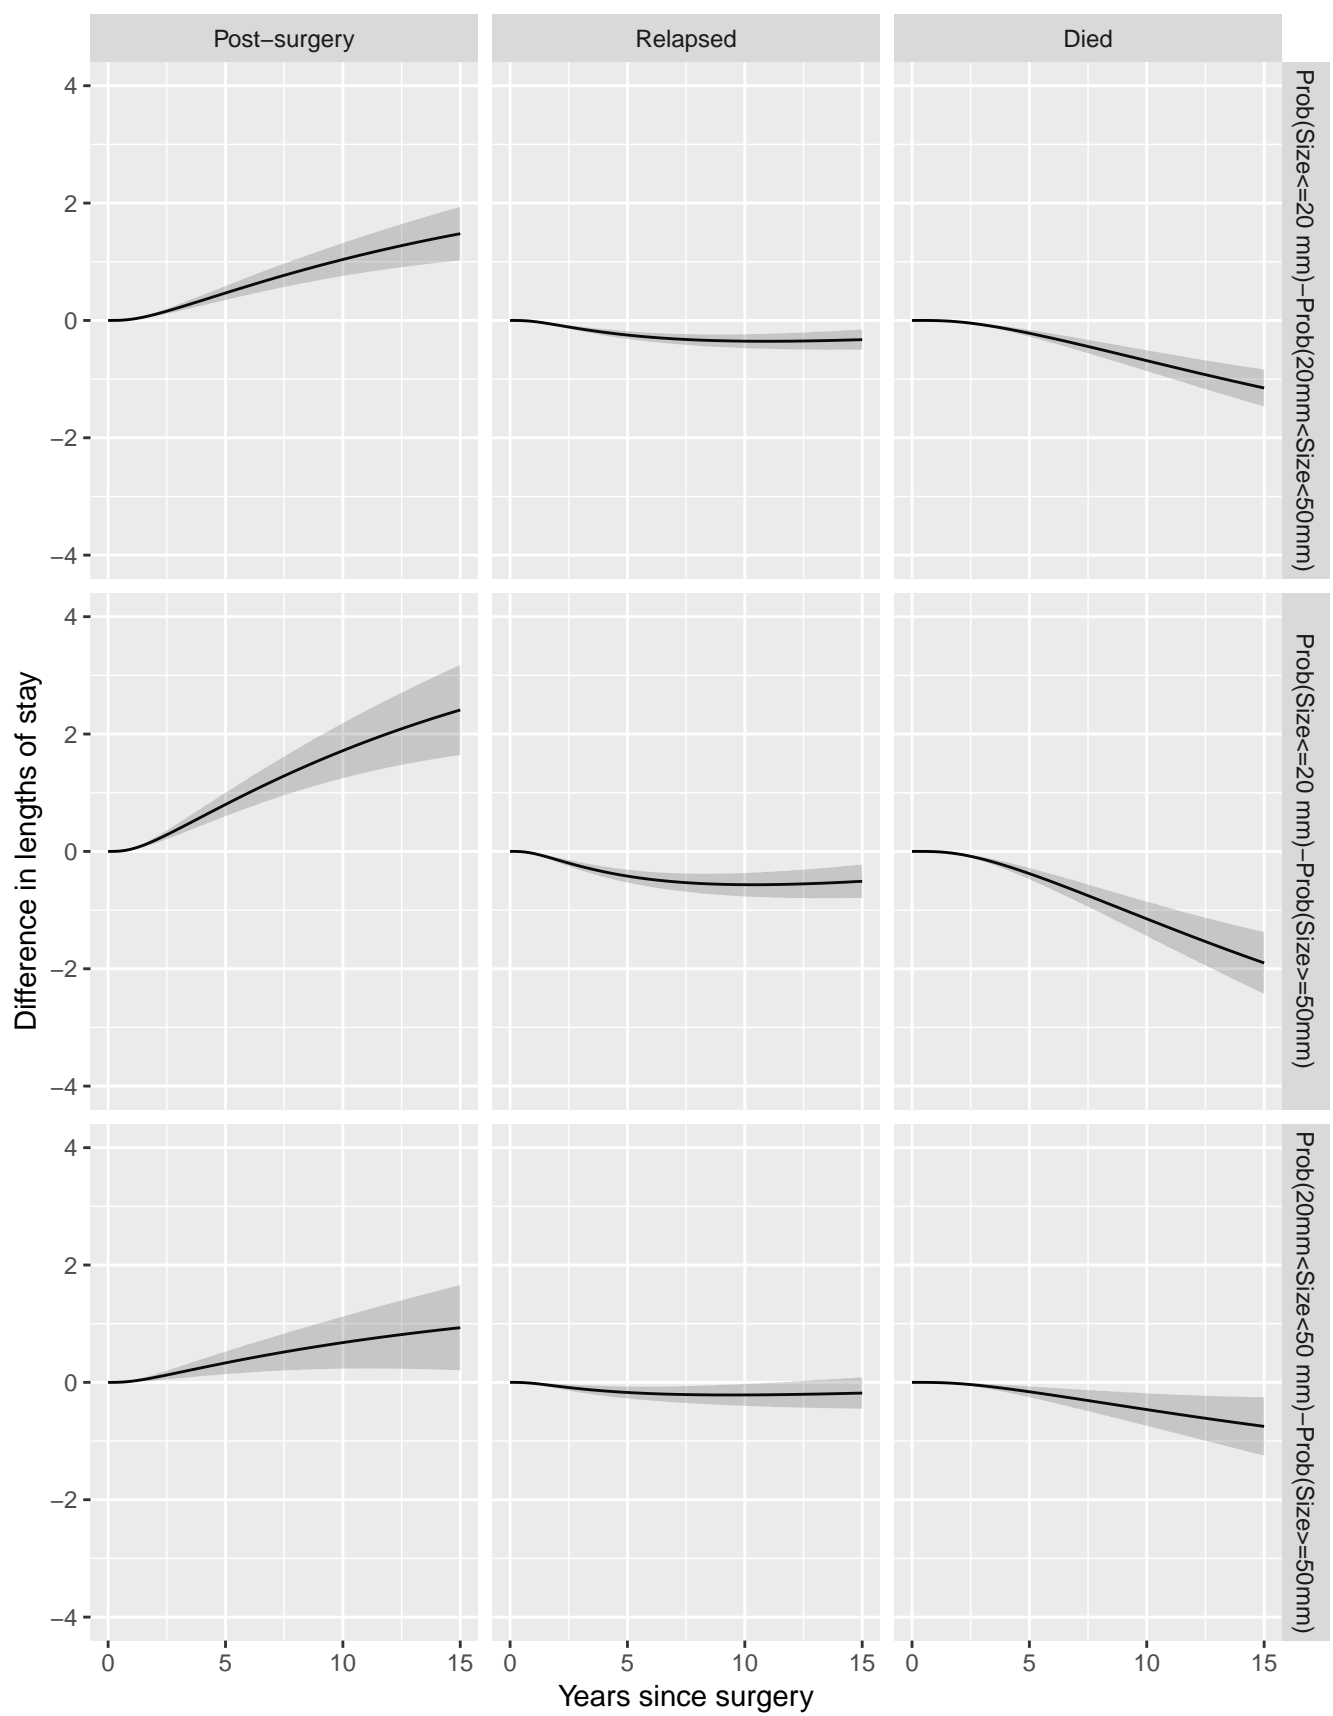 Post−surgery
Relapsed
Died
4
2
0
−2
−4
Prob(Size<=20 mm)−Prob(20mm<Size<50mm)
4
2
0
−2
−4
Prob(Size<=20 mm)−Prob(Size>=50mm)
4
2
0
−2
−4
Prob(20mm<Size<50 mm)−Prob(Size>=50mm)
Difference in lengths of stay
0 5 10 15
0 5 10 15
0 5 10 15
Years since surgery